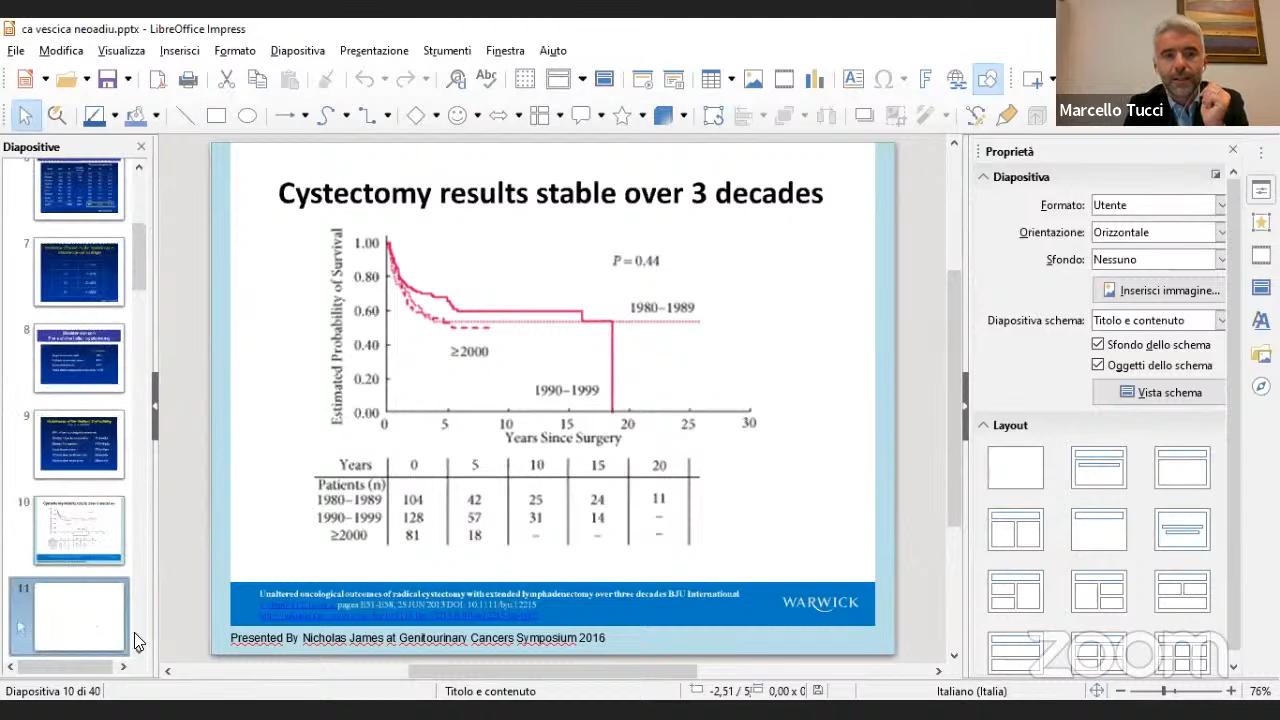 ca vescica neoadiu.pptx - LibreOffice Impress
File Modifica Visualizza Inserisci Formato Diapositiva Presentazione Strumenti Finestra Aiuto
Marcello Tucci
Diapositive
7
8
9
10
11
Cystectomy results stable over 3 decades
Estimated Probability of Survival
1.00
0.80
0.60
0.40
0.20
0.00
P = 0.44
1980–1989
≥2000
1990–1999
0 5 10 15 20 25 30
Years Since Surgery
Years 0 5 10 15 20
Patients (n)
1980–1989 104 42 25 24 11
1990–1999 128 57 31 14 –
≥2000 81 18 – – –
Unaltered oncological outcomes of radical cystectomy with extended lymphadenectomy over three decades BJU International
WARWICK
Presented By Nicholas James at Genitourinary Cancers Symposium 2016
Proprietà
Diapositiva
Formato: Utente
Orientazione: Orizzontale
Sfondo: Nessuno
Inserisci immagine...
Diapositiva schema: Titolo e contenuto
Sfondo dello schema
Oggetti dello schema
Vista schema
Layout
zoom
Diapositiva 10 di 40
Titolo e contenuto
-2,51 / 5
0,00 x 0
Italiano (Italia)
76%